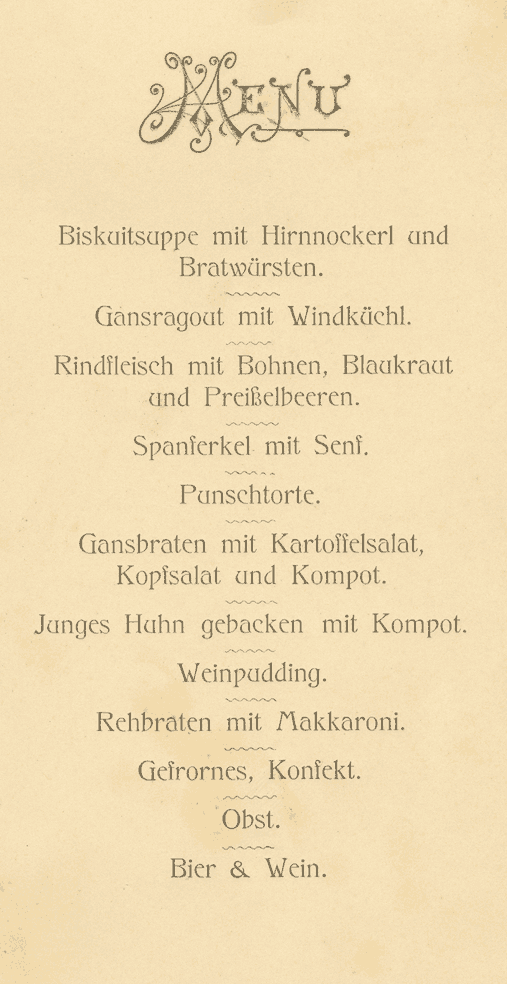 MENU
Biskuitsuppe mit Hirnnockerl und
Bratwürsten.
Gansragout mit Windküchl.
Rindfleisch mit Bohnen, Blaukraut
und Preißelbeeren.
Spanferkel mit Senf.
Punschtorte.
Gansbraten mit Kartoffelsalat,
Kopfsalat und Kompot.
Junges Huhn gebacken mit Kompot.
Weinpudding.
Rehbraten mit Makkaroni.
Gefrornes, Konfekt.
Obst.
Bier & Wein.